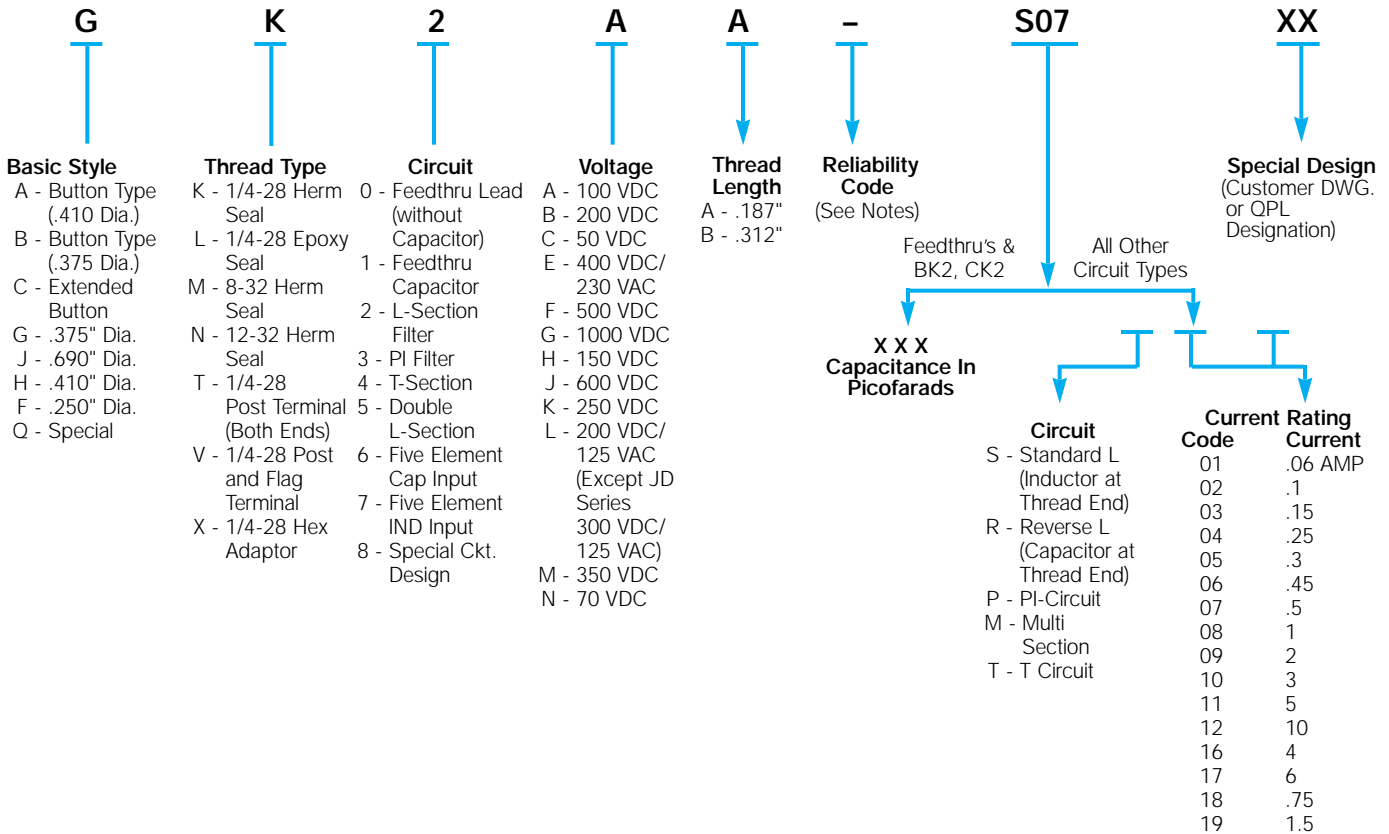 G K 2 A A – S07 XX
Basic Style
A - Button Type
(.410 Dia.)
B - Button Type
(.375 Dia.)
C - Extended
Button
G - .375" Dia.
J - .690" Dia.
H - .410" Dia.
F - .250" Dia.
Q - Special
Thread Type
K - 1/4-28 Herm
Seal
L - 1/4-28 Epoxy
Seal
M - 8-32 Herm
Seal
N - 12-32 Herm
Seal
T - 1/4-28
Post Terminal
(Both Ends)
V - 1/4-28 Post
and Flag
Terminal
X - 1/4-28 Hex
Adaptor
Circuit
0 - Feedthru Lead
(without
Capacitor)
1 - Feedthru
Capacitor
2 - L-Section
Filter
3 - PI Filter
4 - T-Section
5 - Double
L-Section
6 - Five Element
Cap Input
7 - Five Element
IND Input
8 - Special Ckt.
Design
Voltage
A - 100 VDC
B - 200 VDC
C - 50 VDC
E - 400 VDC/
230 VAC
F - 500 VDC
G - 1000 VDC
H - 150 VDC
J - 600 VDC
K - 250 VDC
L - 200 VDC/
125 VAC
(Except JD
Series
300 VDC/
125 VAC)
M - 350 VDC
N - 70 VDC
Thread
Length
A - .187"
B - .312"
Reliability
Code
(See Notes)
Feedthru's &
BK2, CK2
All Other
Circuit Types
X X X
Capacitance In
Picofarads
Circuit
S - Standard L
(Inductor at
Thread End)
R - Reverse L
(Capacitor at
Thread End)
P - PI-Circuit
M - Multi
Section
T - T Circuit
Current Rating
Code Current
01 .06 AMP
02 .1
03 .15
04 .25
05 .3
06 .45
07 .5
08 1
09 2
10 3
11 5
12 10
16 4
17 6
18 .75
19 1.5
Special Design
(Customer DWG.
or QPL
Designation)